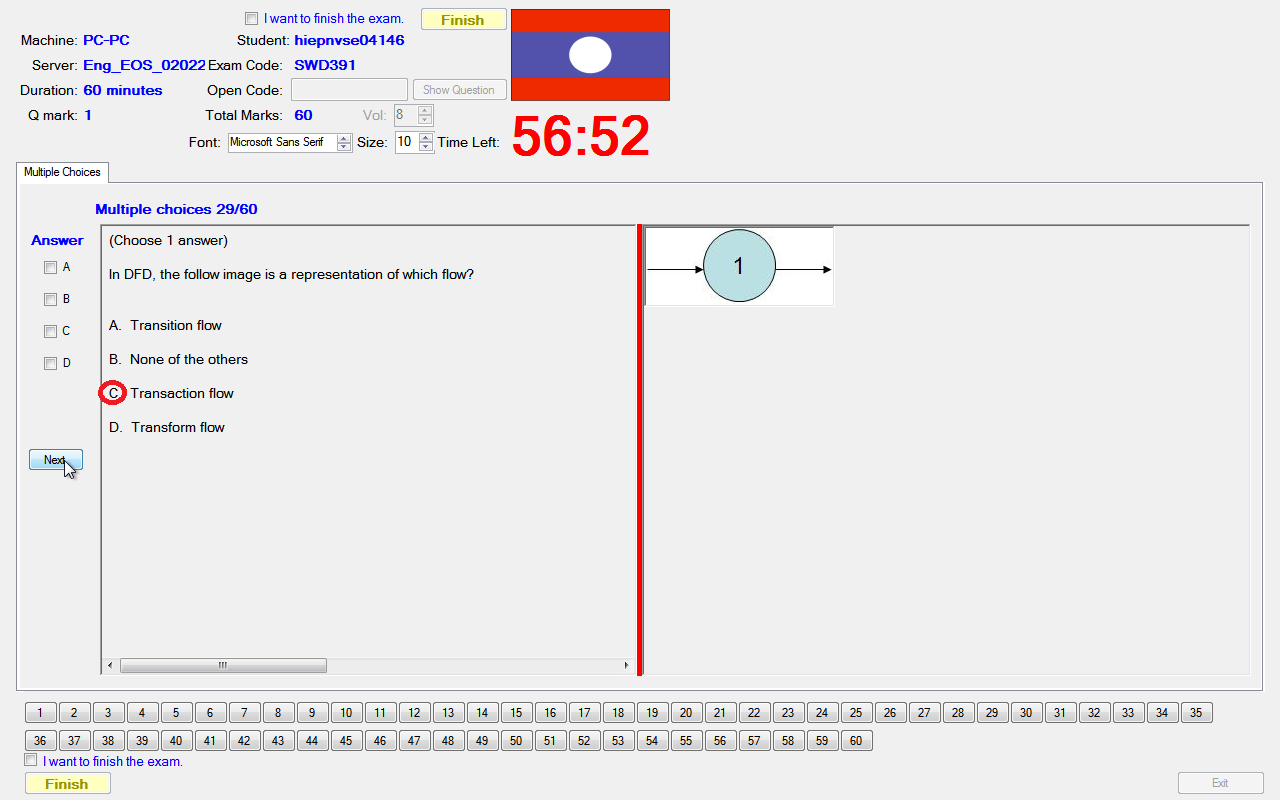 I want to finish the exam.
Finish
Machine: PC-PC
Student: hiepnvse04146
Server: Eng_EOS_02022
Exam Code: SWD391
Duration: 60 minutes
Open Code:
Show Question
Q mark: 1
Total Marks: 60
Vol: 8
Font: Microsoft Sans Serif
Size: 10
Time Left: 56:52
Multiple Choices
Multiple choices 29/60
Answer
A
B
C
D
Next
(Choose 1 answer)
In DFD, the follow image is a representation of which flow?
A. Transition flow
B. None of the others
C. Transaction flow
D. Transform flow
1
1 2 3 4 5 6 7 8 9 10 11 12 13 14 15 16 17 18 19 20 21 22 23 24 25 26 27 28 29 30 31 32 33 34 35
36 37 38 39 40 41 42 43 44 45 46 47 48 49 50 51 52 53 54 55 56 57 58 59 60
I want to finish the exam.
Finish
Exit